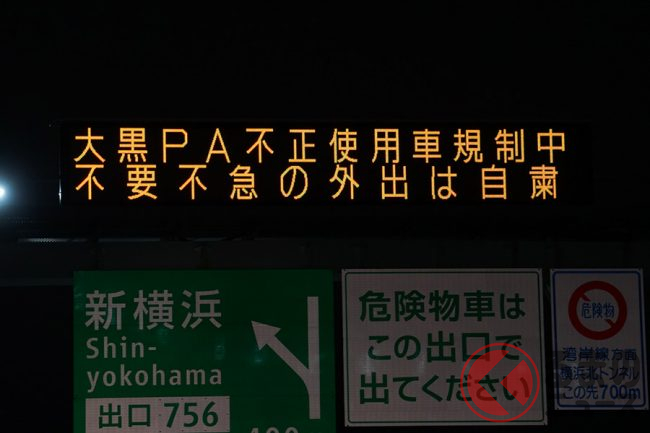 大黒PA不正使用車規制中
不要不急の外出は自粛
新横浜
Shin-
yokohama
出口 756
危険物車は
この出口で
出てください
危険物
湾岸線方面
横浜北トンネル
この先700m